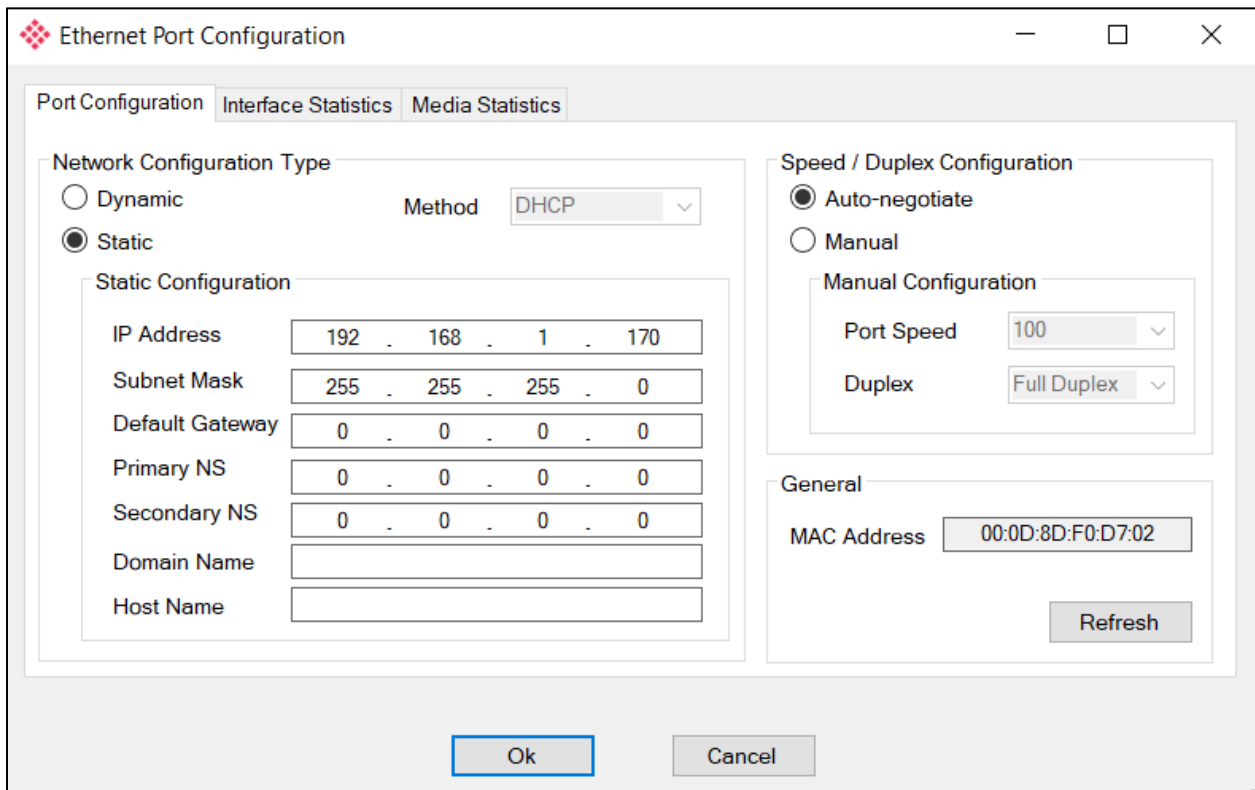 Ethernet Port Configuration
Port Configuration Interface Statistics Media Statistics
Network Configuration Type
Dynamic
Method DHCP
Static
Static Configuration
IP Address 192 . 168 . 1 . 170
Subnet Mask 255 . 255 . 255 . 0
Default Gateway 0 . 0 . 0 . 0
Primary NS 0 . 0 . 0 . 0
Secondary NS 0 . 0 . 0 . 0
Domain Name
Host Name
Speed / Duplex Configuration
Auto-negotiate
Manual
Manual Configuration
Port Speed 100
Duplex Full Duplex
General
MAC Address 00:0D:8D:F0:D7:02
Refresh
Ok Cancel